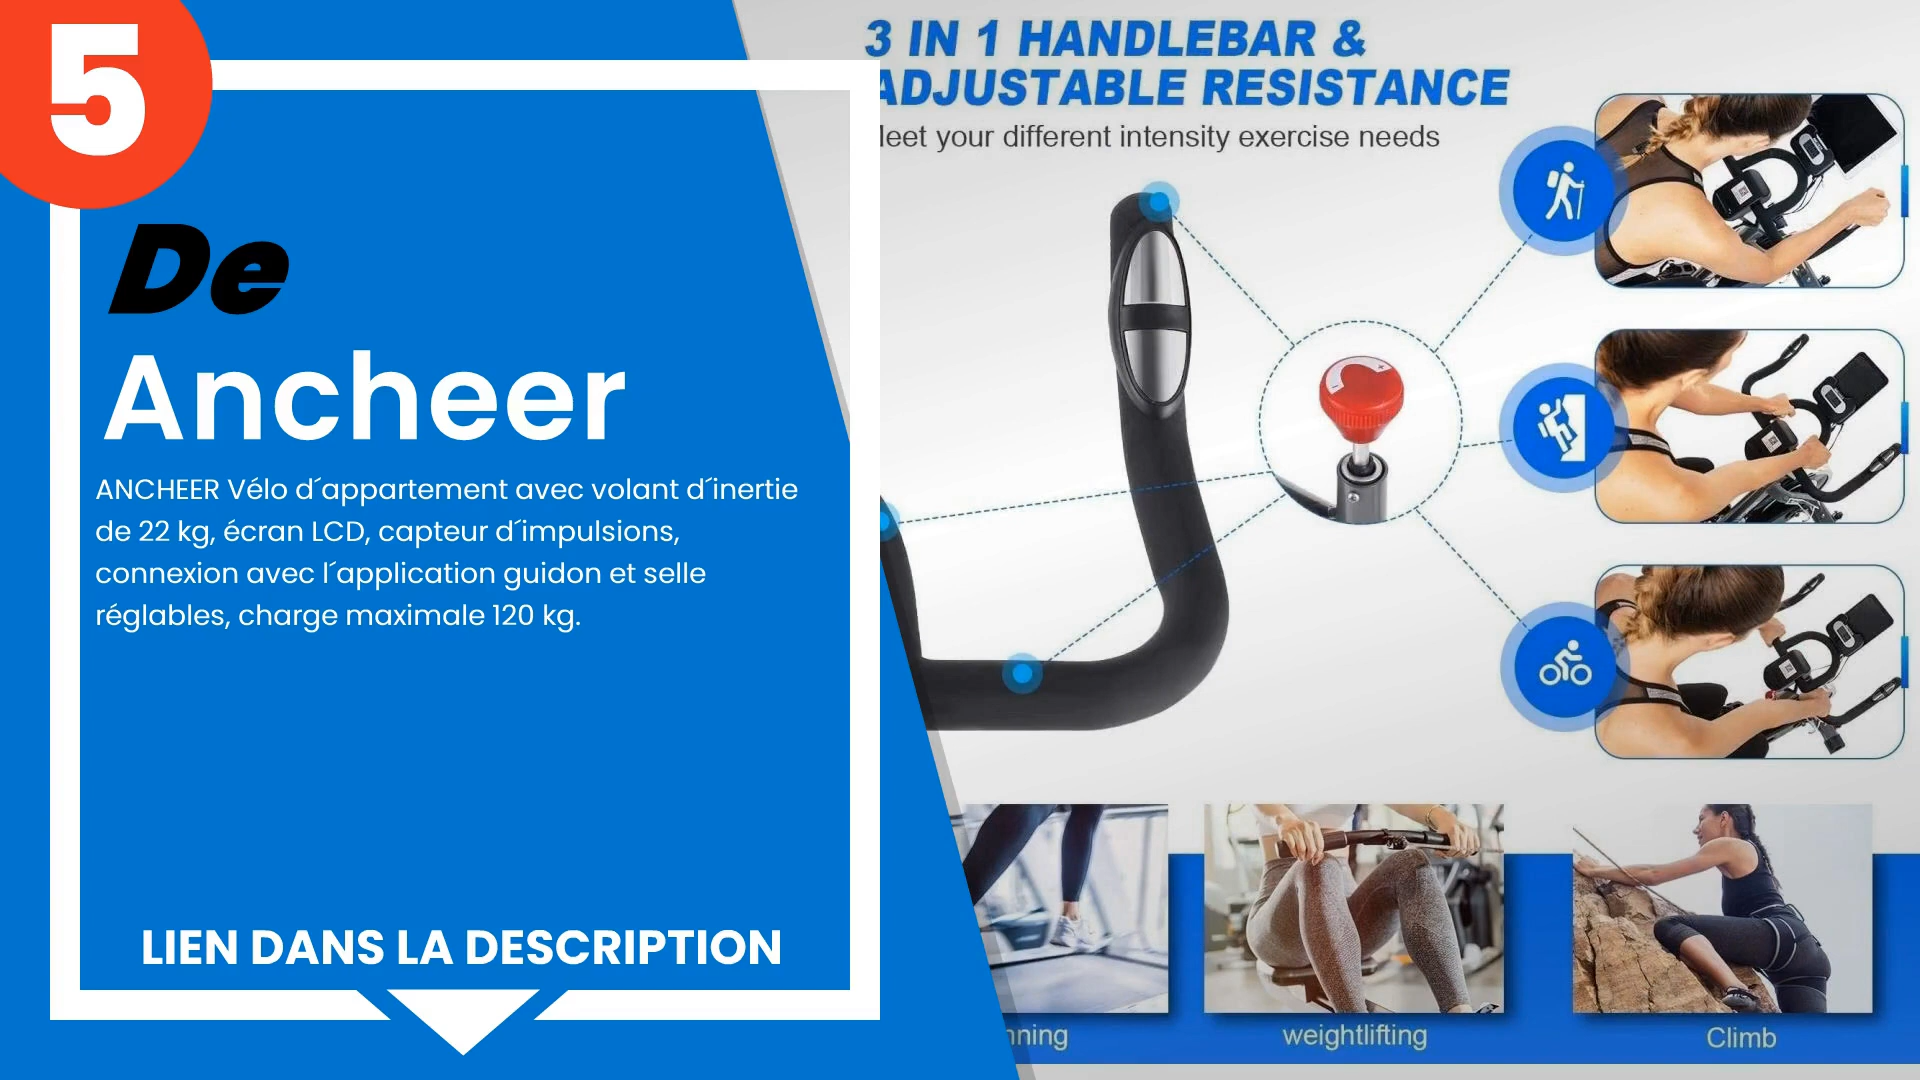 5
De
Ancheer
ANCHEER Vélo d´appartement avec volant d´inertie
de 22 kg, écran LCD, capteur d´impulsions,
connexion avec l´application guidon et selle
réglables, charge maximale 120 kg.
LIEN DANS LA DESCRIPTION
3 IN 1 HANDLEBAR &
ADJUSTABLE RESISTANCE
leet your different intensity exercise needs
nning
weightlifting
Climb